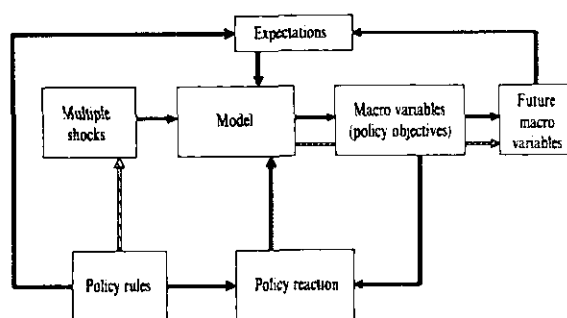 Expectations
Multiple
shocks
Model
Macro variables
(policy objectives)
Future
macro
variables
Policy rules
Policy reaction